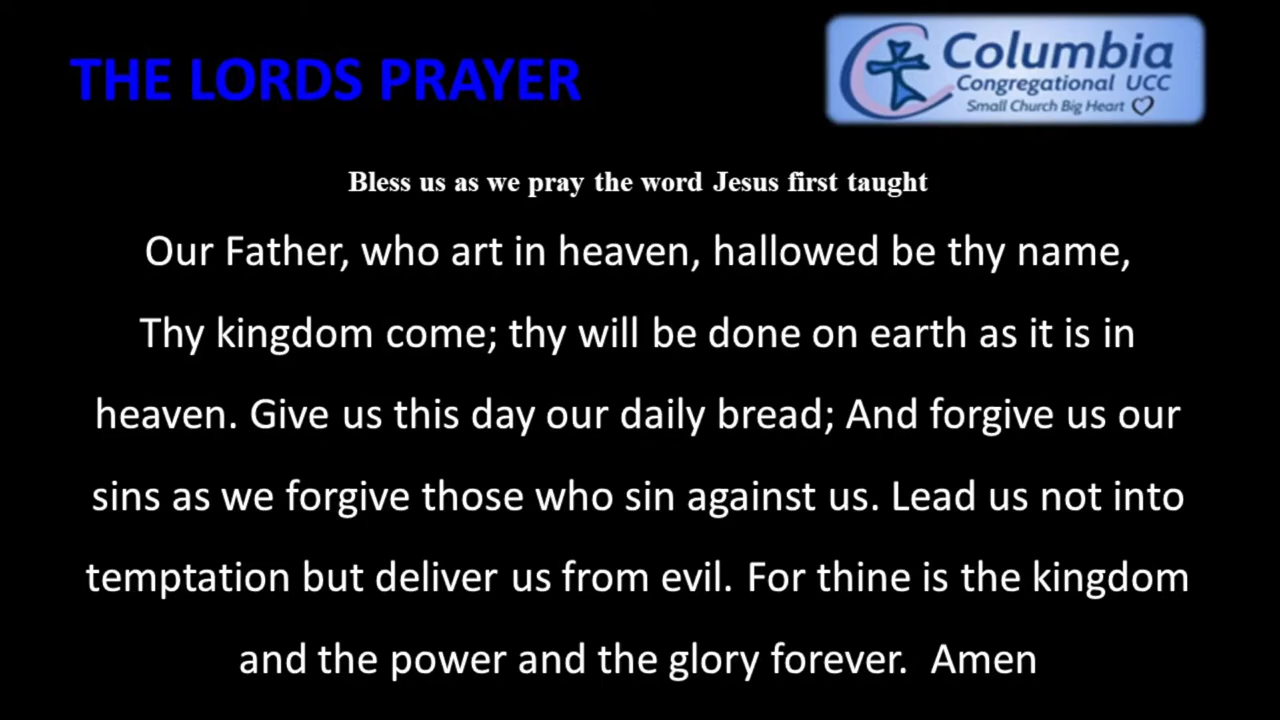 THE LORDS PRAYER
Columbia
Congregational UCC
Small Church Big Heart
Bless us as we pray the word Jesus first taught
Our Father, who art in heaven, hallowed be thy name,
Thy kingdom come; thy will be done on earth as it is in
heaven. Give us this day our daily bread; And forgive us our
sins as we forgive those who sin against us. Lead us not into
temptation but deliver us from evil. For thine is the kingdom
and the power and the glory forever.  Amen